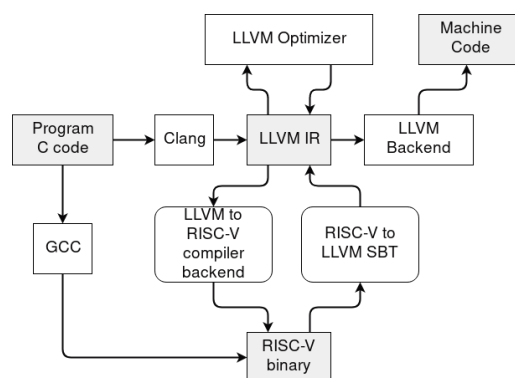 LLVM Optimizer
Machine
Code
Program
C code
Clang
LLVM IR
LLVM
Backend
GCC
LLVM to
RISC-V
compiler
backend
RISC-V to
LLVM SBT
RISC-V
binary